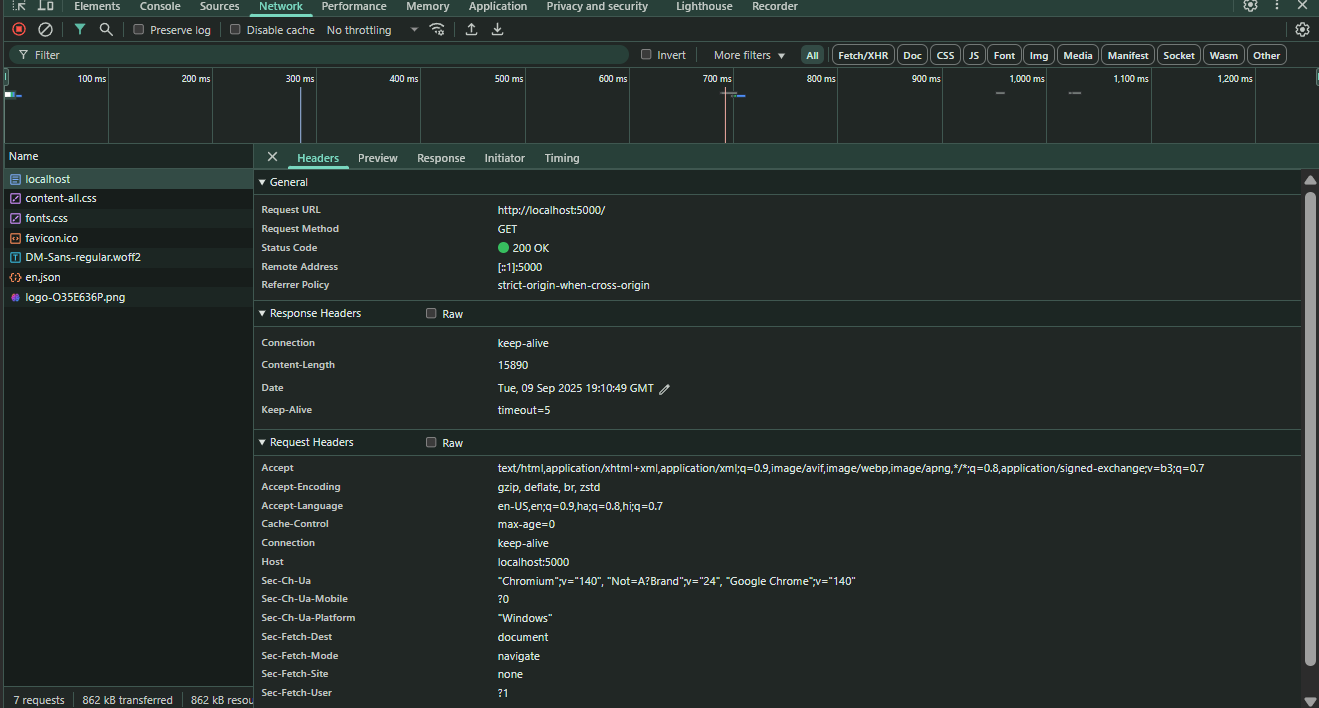 Elements Console Sources Network Performance Memory Application Privacy and security Lighthouse Recorder
Preserve log Disable cache No throttling
Filter Invert More filters All Fetch/XHR Doc CSS JS Font Img Media Manifest Socket Wasm Other
100 ms 200 ms 300 ms 400 ms 500 ms 600 ms 700 ms 800 ms 900 ms 1,000 ms 1,100 ms 1,200 ms
Name
localhost
content-all.css
fonts.css
favicon.ico
DM-Sans-regular.woff2
en.json
logo-O35E636P.png
7 requests 862 kB transferred 862 kB resou
Headers Preview Response Initiator Timing
General
Request URL http://localhost:5000/
Request Method GET
Status Code 200 OK
Remote Address [::1]:5000
Referrer Policy strict-origin-when-cross-origin
Response Headers Raw
Connection keep-alive
Content-Length 15890
Date Tue, 09 Sep 2025 19:10:49 GMT
Keep-Alive timeout=5
Request Headers Raw
Accept text/html,application/xhtml+xml,application/xml;q=0.9,image/avif,image/webp,image/apng,*/*;q=0.8,application/signed-exchange;v=b3;q=0.7
Accept-Encoding gzip, deflate, br, zstd
Accept-Language en-US,en;q=0.9,ha;q=0.8,hi;q=0.7
Cache-Control max-age=0
Connection keep-alive
Host localhost:5000
Sec-Ch-Ua "Chromium";v="140", "Not=A?Brand";v="24", "Google Chrome";v="140"
Sec-Ch-Ua-Mobile ?0
Sec-Ch-Ua-Platform "Windows"
Sec-Fetch-Dest document
Sec-Fetch-Mode navigate
Sec-Fetch-Site none
Sec-Fetch-User ?1